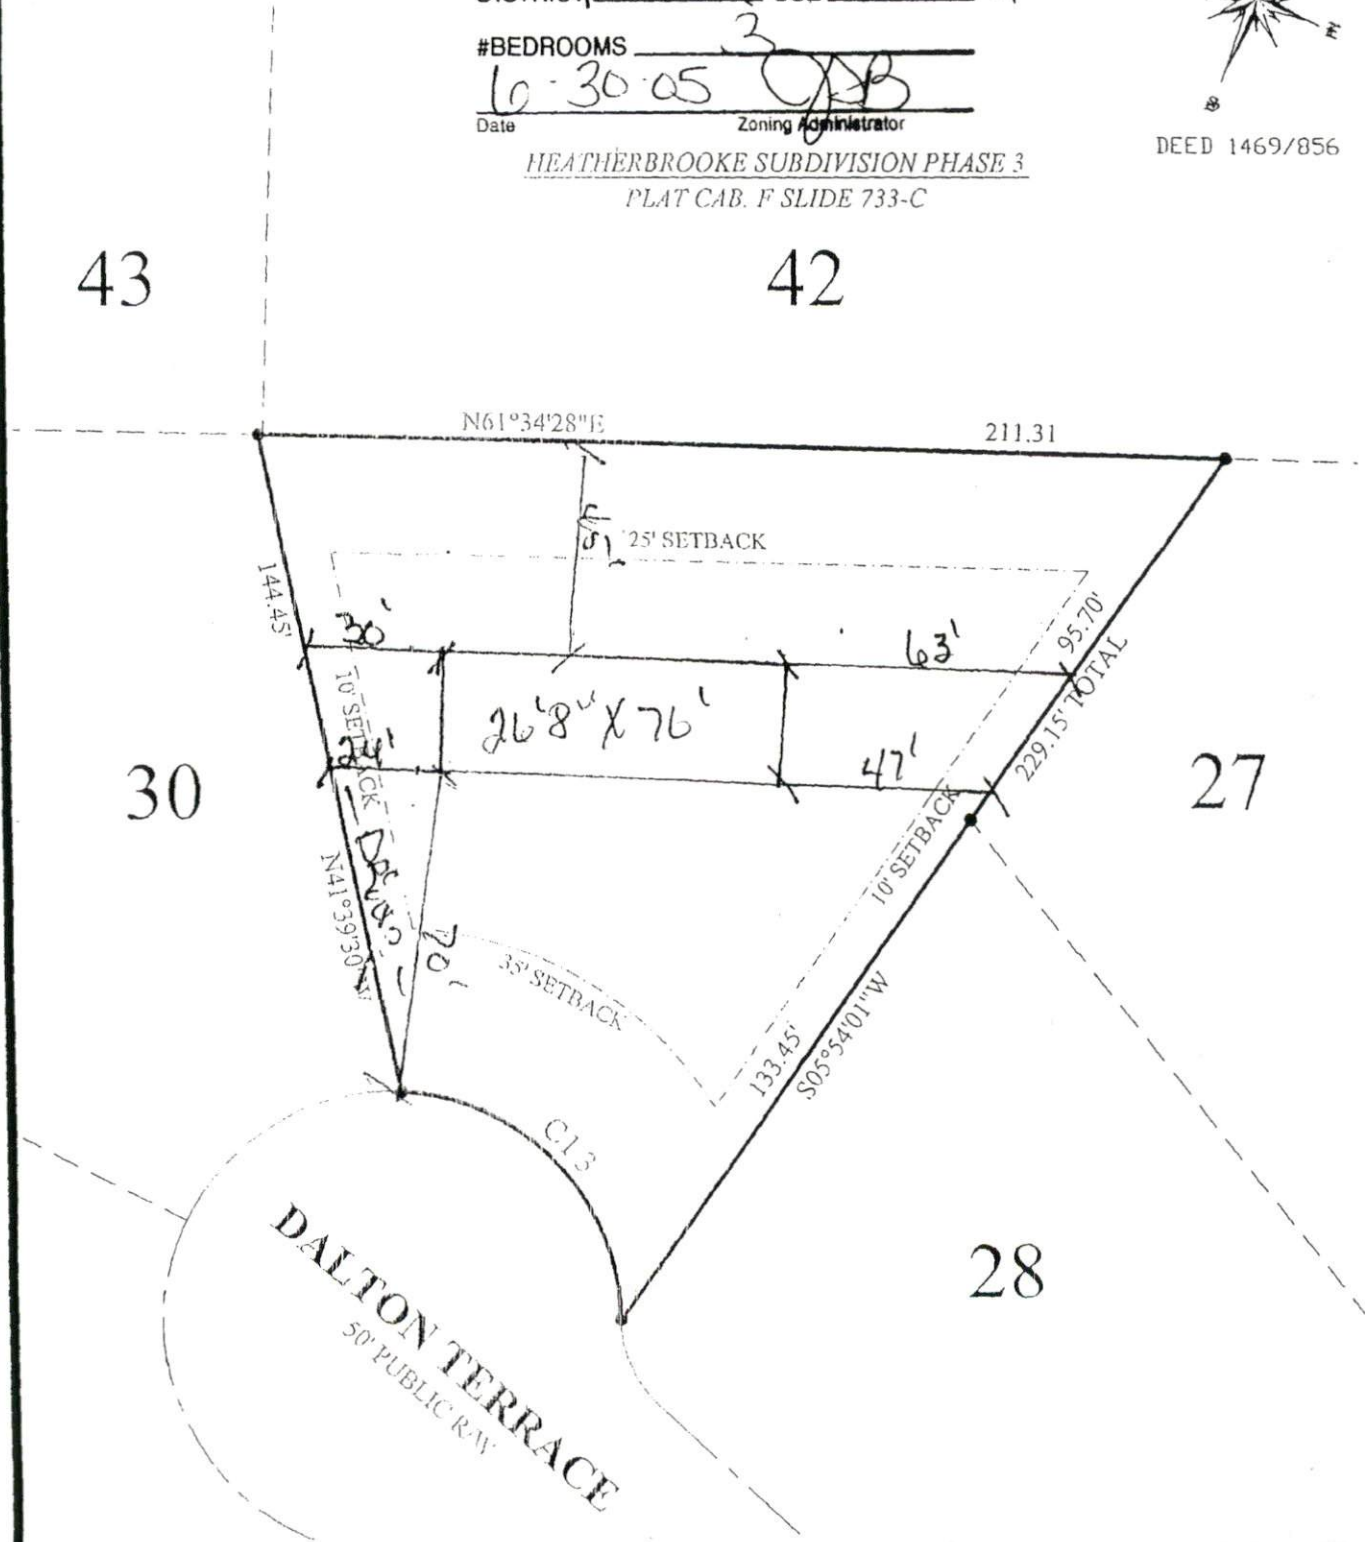 #BEDROOMS 3
6-30-05
Date Zoning Administrator
HEATHERBROOKE SUBDIVISION PHASE 3
PLAT CAB. F SLIDE 733-C
DEED 1469/856
43
42
N61°34'28"E
211.31
25' SETBACK
144.45'
30'
63'
95.70'
229.15' TOTAL
10' SETBACK
26'8" X 76'
24'
47'
30
27
10' SETBACK
N41°39'30"W
70'
35' SETBACK
133.45'
S05°54'01"W
C13
28
DALTON TERRACE
50' PUBLIC R/W